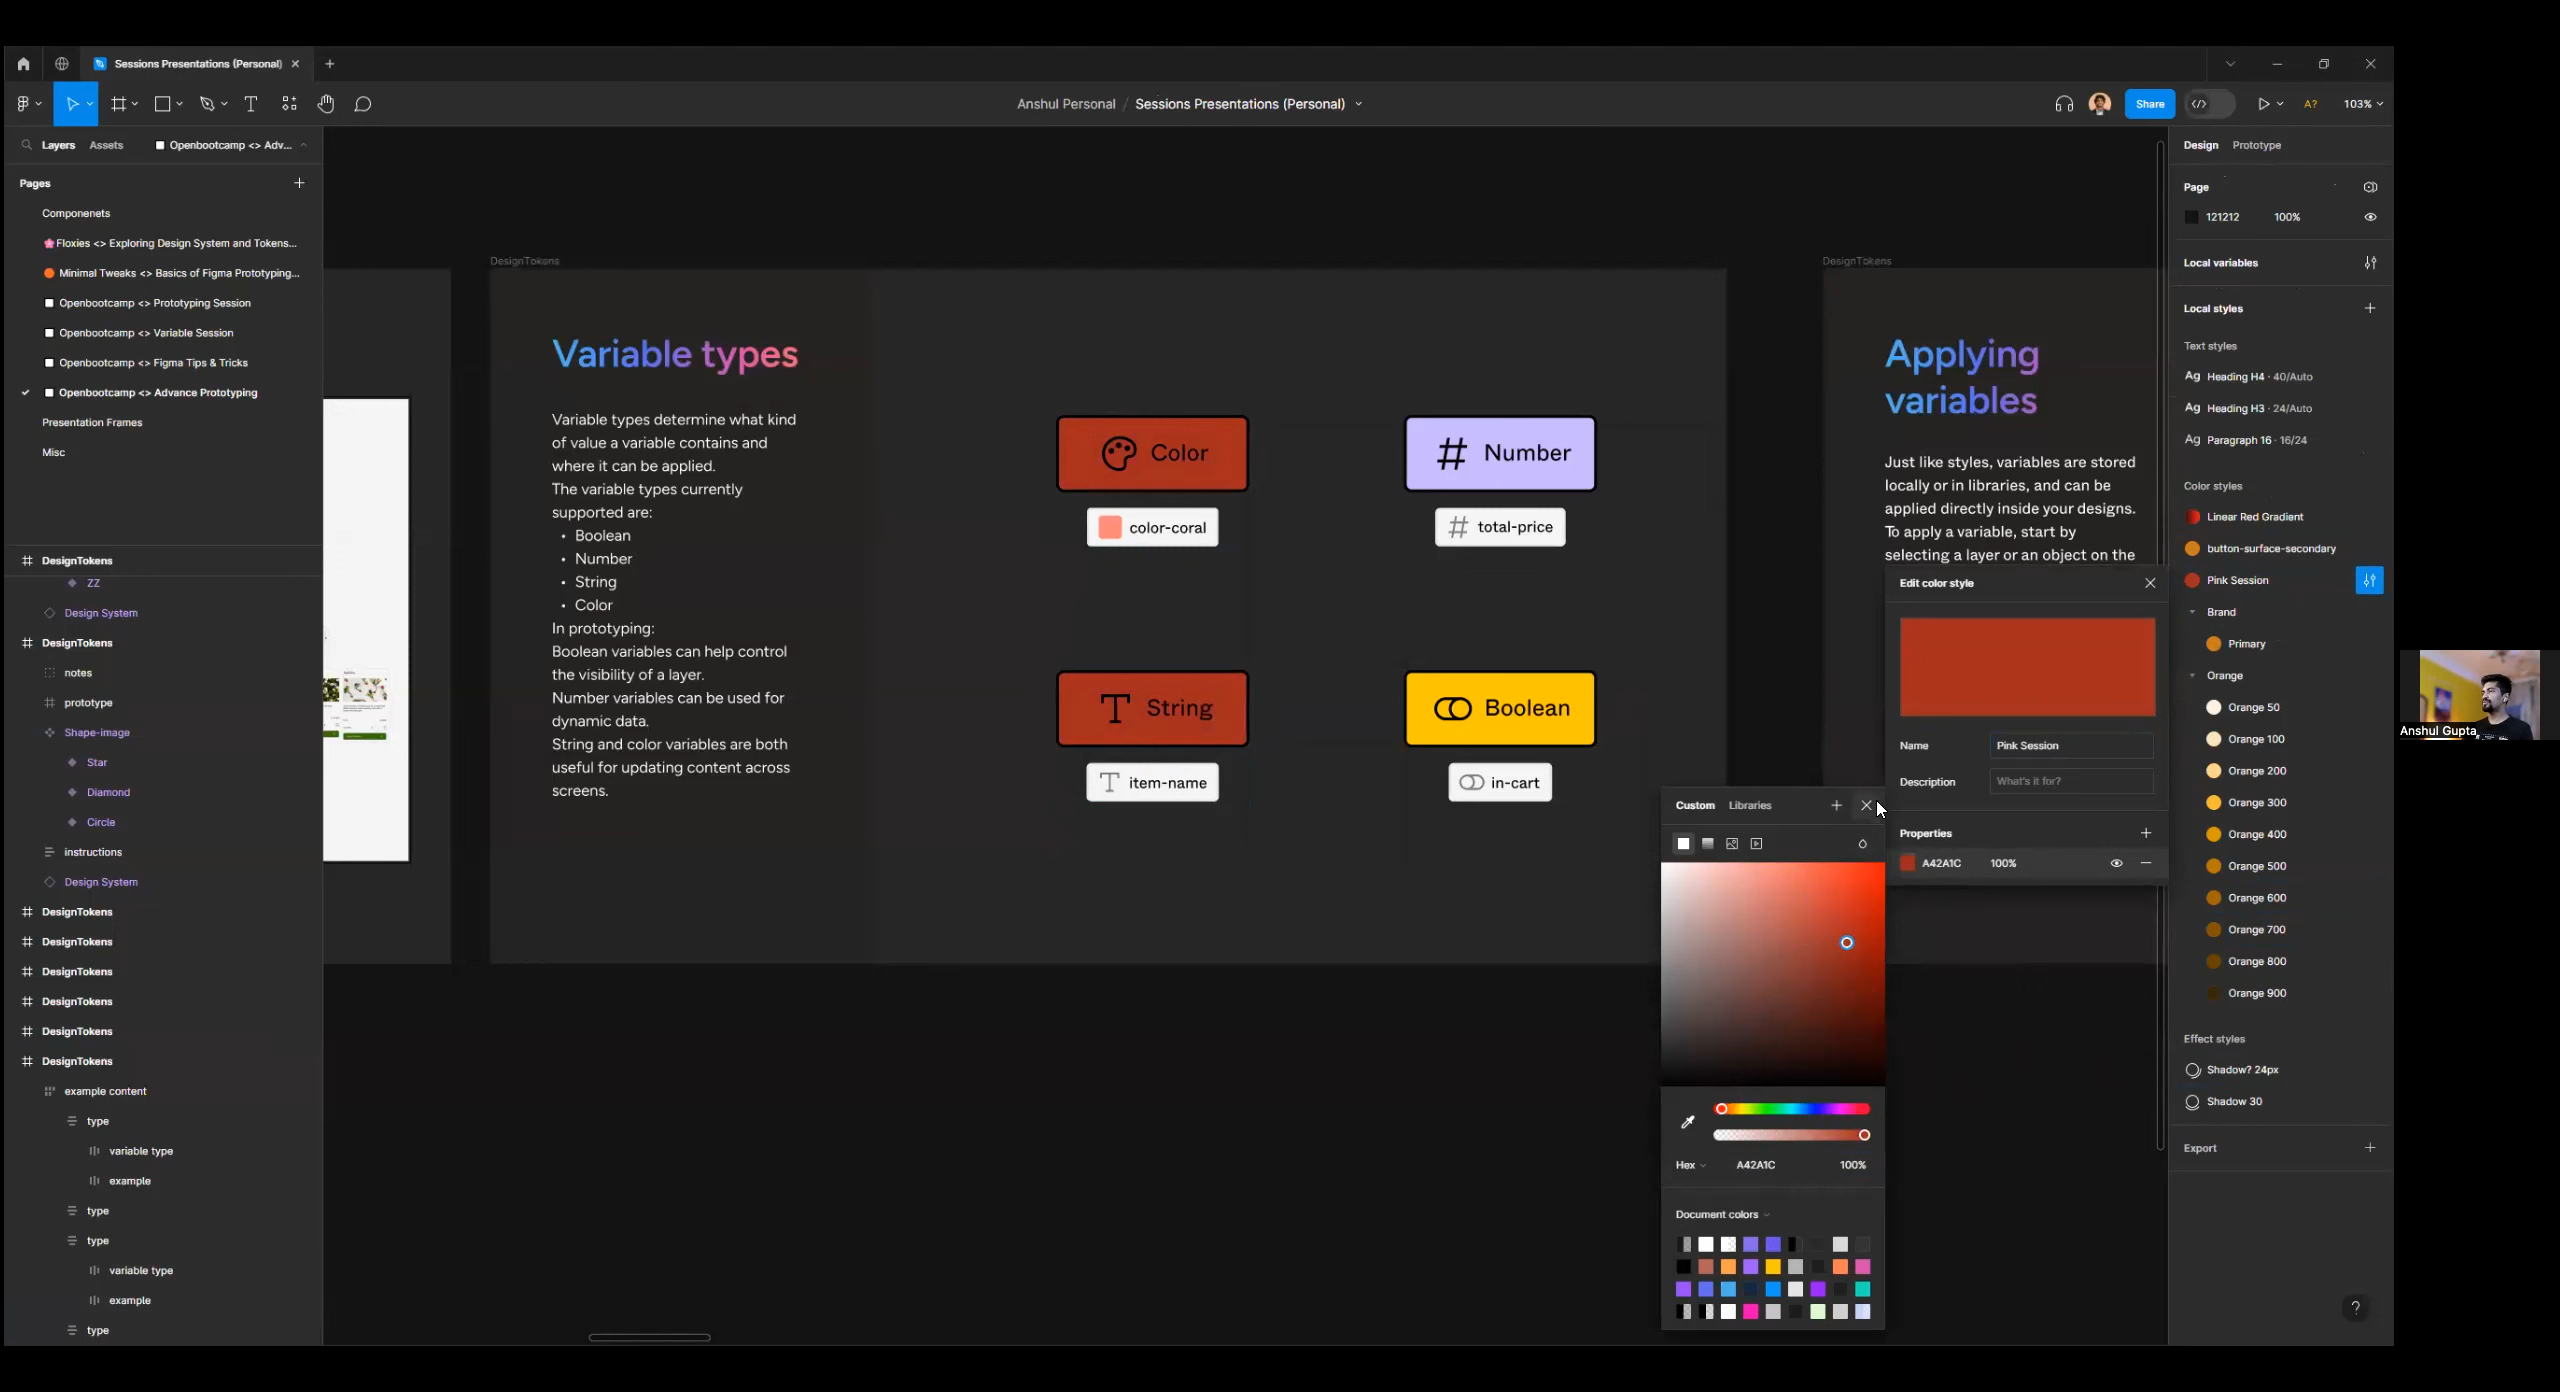 Sessions Presentations (Personal)
Anshul Personal / Sessions Presentations (Personal)
Share
A?
103%
Layers
Assets
Openbootcamp <> Adv...
Pages
Componenets
Floxies <> Exploring Design System and Tokens...
Minimal Tweaks <> Basics of Figma Prototyping...
Openbootcamp <> Prototyping Session
Openbootcamp <> Variable Session
Openbootcamp <> Figma Tips & Tricks
Openbootcamp <> Advance Prototyping
Presentation Frames
Misc
DesignTokens
ZZ
Design System
DesignTokens
notes
prototype
Shape-image
Star
Diamond
Circle
instructions
Design System
DesignTokens
DesignTokens
DesignTokens
DesignTokens
DesignTokens
DesignTokens
example content
type
variable type
example
type
type
variable type
example
type
DesignTokens
Variable types
Variable types determine what kind
of value a variable contains and
where it can be applied.
The variable types currently
supported are:
• Boolean
• Number
• String
• Color
In prototyping:
Boolean variables can help control
the visibility of a layer.
Number variables can be used for
dynamic data.
String and color variables are both
useful for updating content across
screens.
Color
color-coral
Number
total-price
String
item-name
Boolean
in-cart
DesignTokens
Applying
variables
Just like styles, variables are stored
locally or in libraries, and can be
applied directly inside your designs.
To apply a variable, start by
selecting a layer or an object on the
Edit color style
Name
Pink Session
Description
What's it for?
Properties
A42A1C 100%
Custom
Libraries
Hex
A42A1C
100%
Document colors
Design
Prototype
Page
121212 100%
Local variables
Local styles
Text styles
Ag Heading H4 · 40/Auto
Ag Heading H3 · 24/Auto
Ag Paragraph 16 · 16/24
Color styles
Linear Red Gradient
button-surface-secondary
Pink Session
Brand
Primary
Orange
Orange 50
Orange 100
Orange 200
Orange 300
Orange 400
Orange 500
Orange 600
Orange 700
Orange 800
Orange 900
Effect styles
Shadow? 24px
Shadow 30
Export
?
Anshul Gupta